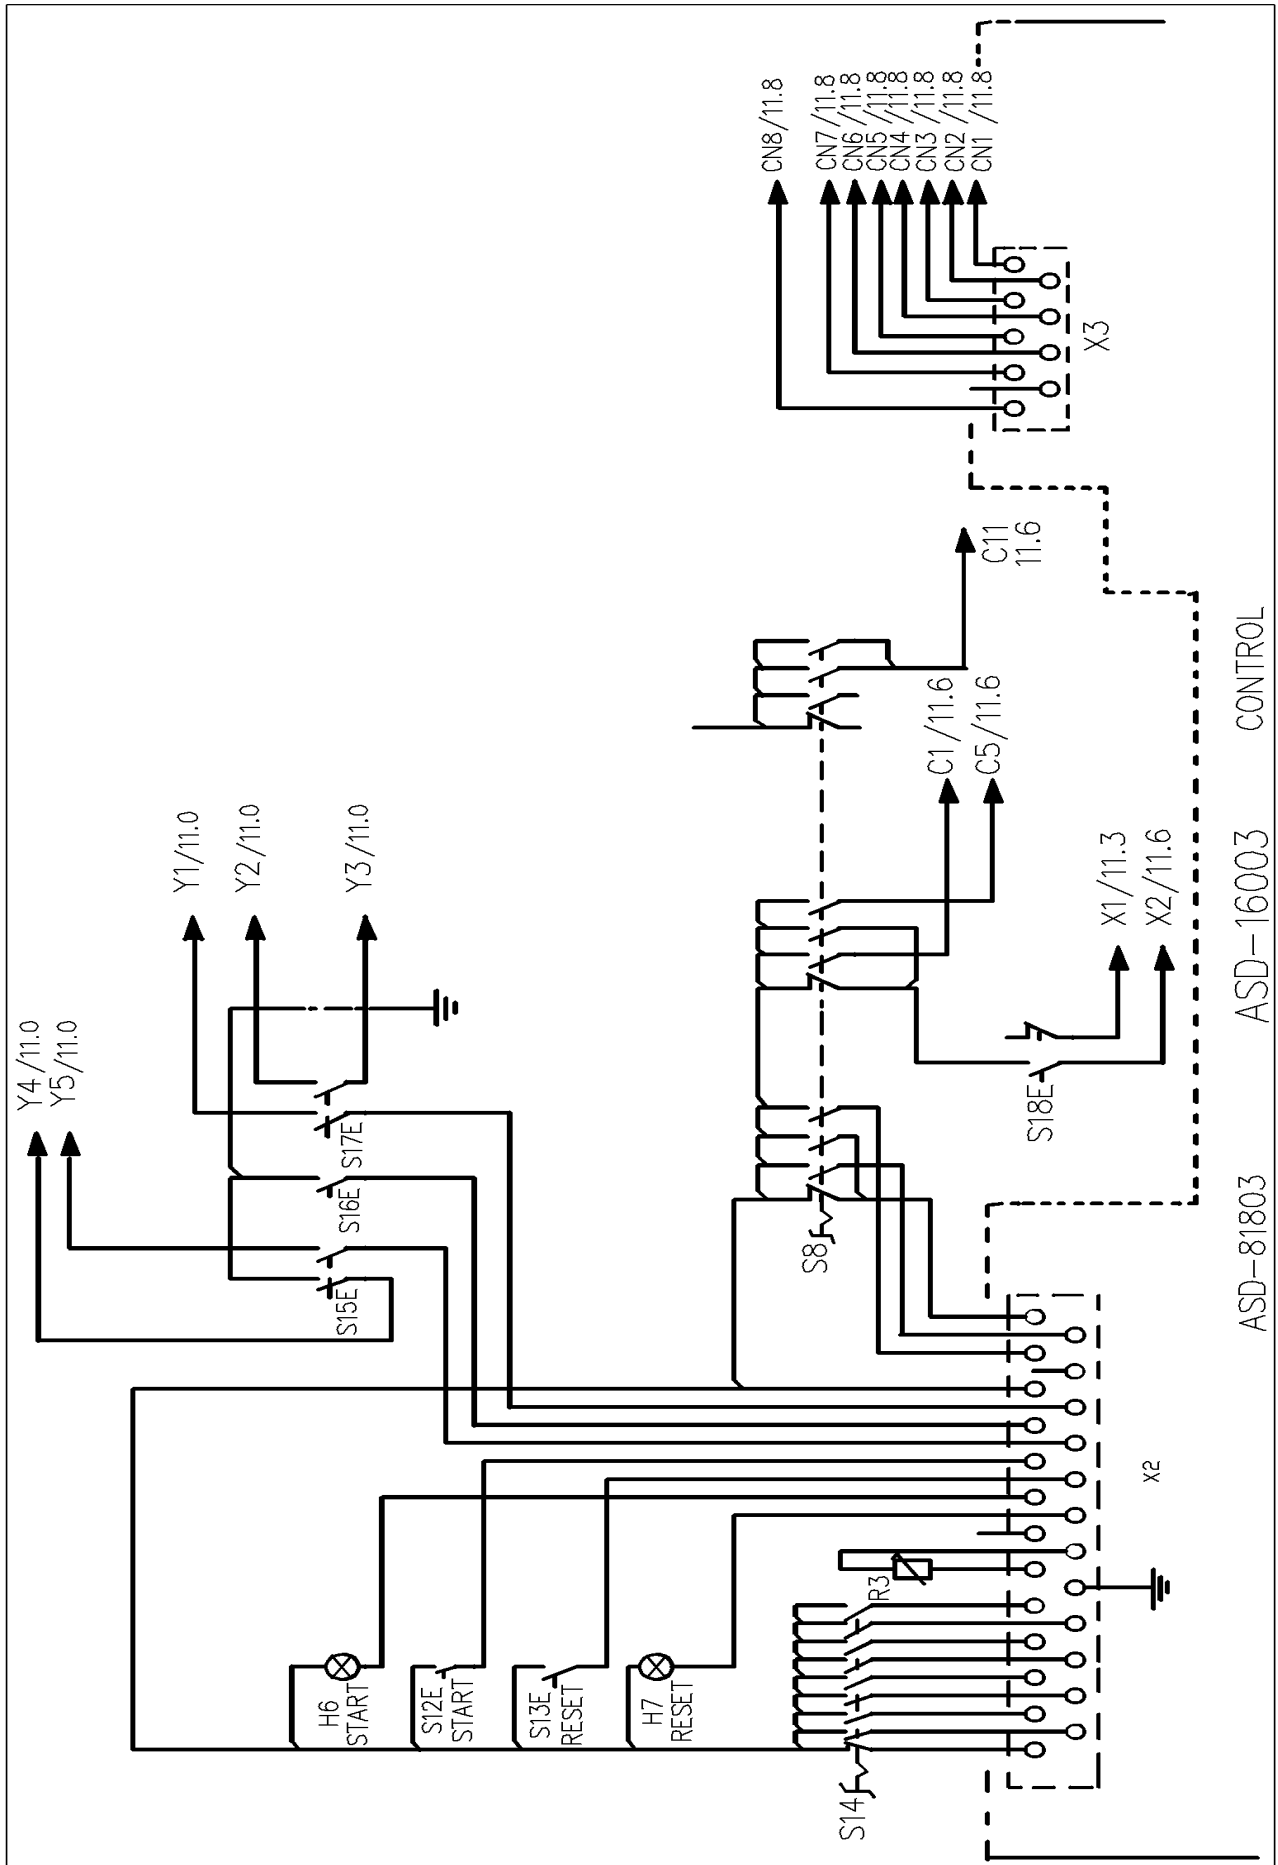 CN8/11.8
CN7/11.8
CN6/11.8
CN5/11.8
CN4/11.8
CN3/11.8
CN2/11.8
CN1/11.8
X3
C11
11.6
C1/11.6
C5/11.6
Y1/11.0
Y2/11.0
Y3/11.0
Y4/11.0
Y5/11.0
S17E
S16E
S15E
S8
S18E
X1/11.3
X2/11.6
H6
START
S12E
START
S13E
RESET
H7
RESET
R3
S14
X2
ASD-81803
ASD-16003
CONTROL